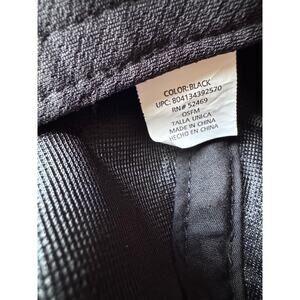 COLOR: BLACK
UPC: 804134392570
RN# 52469
OSFM
TALLA UNICA
MADE IN CHINA
HECHO EN CHINA